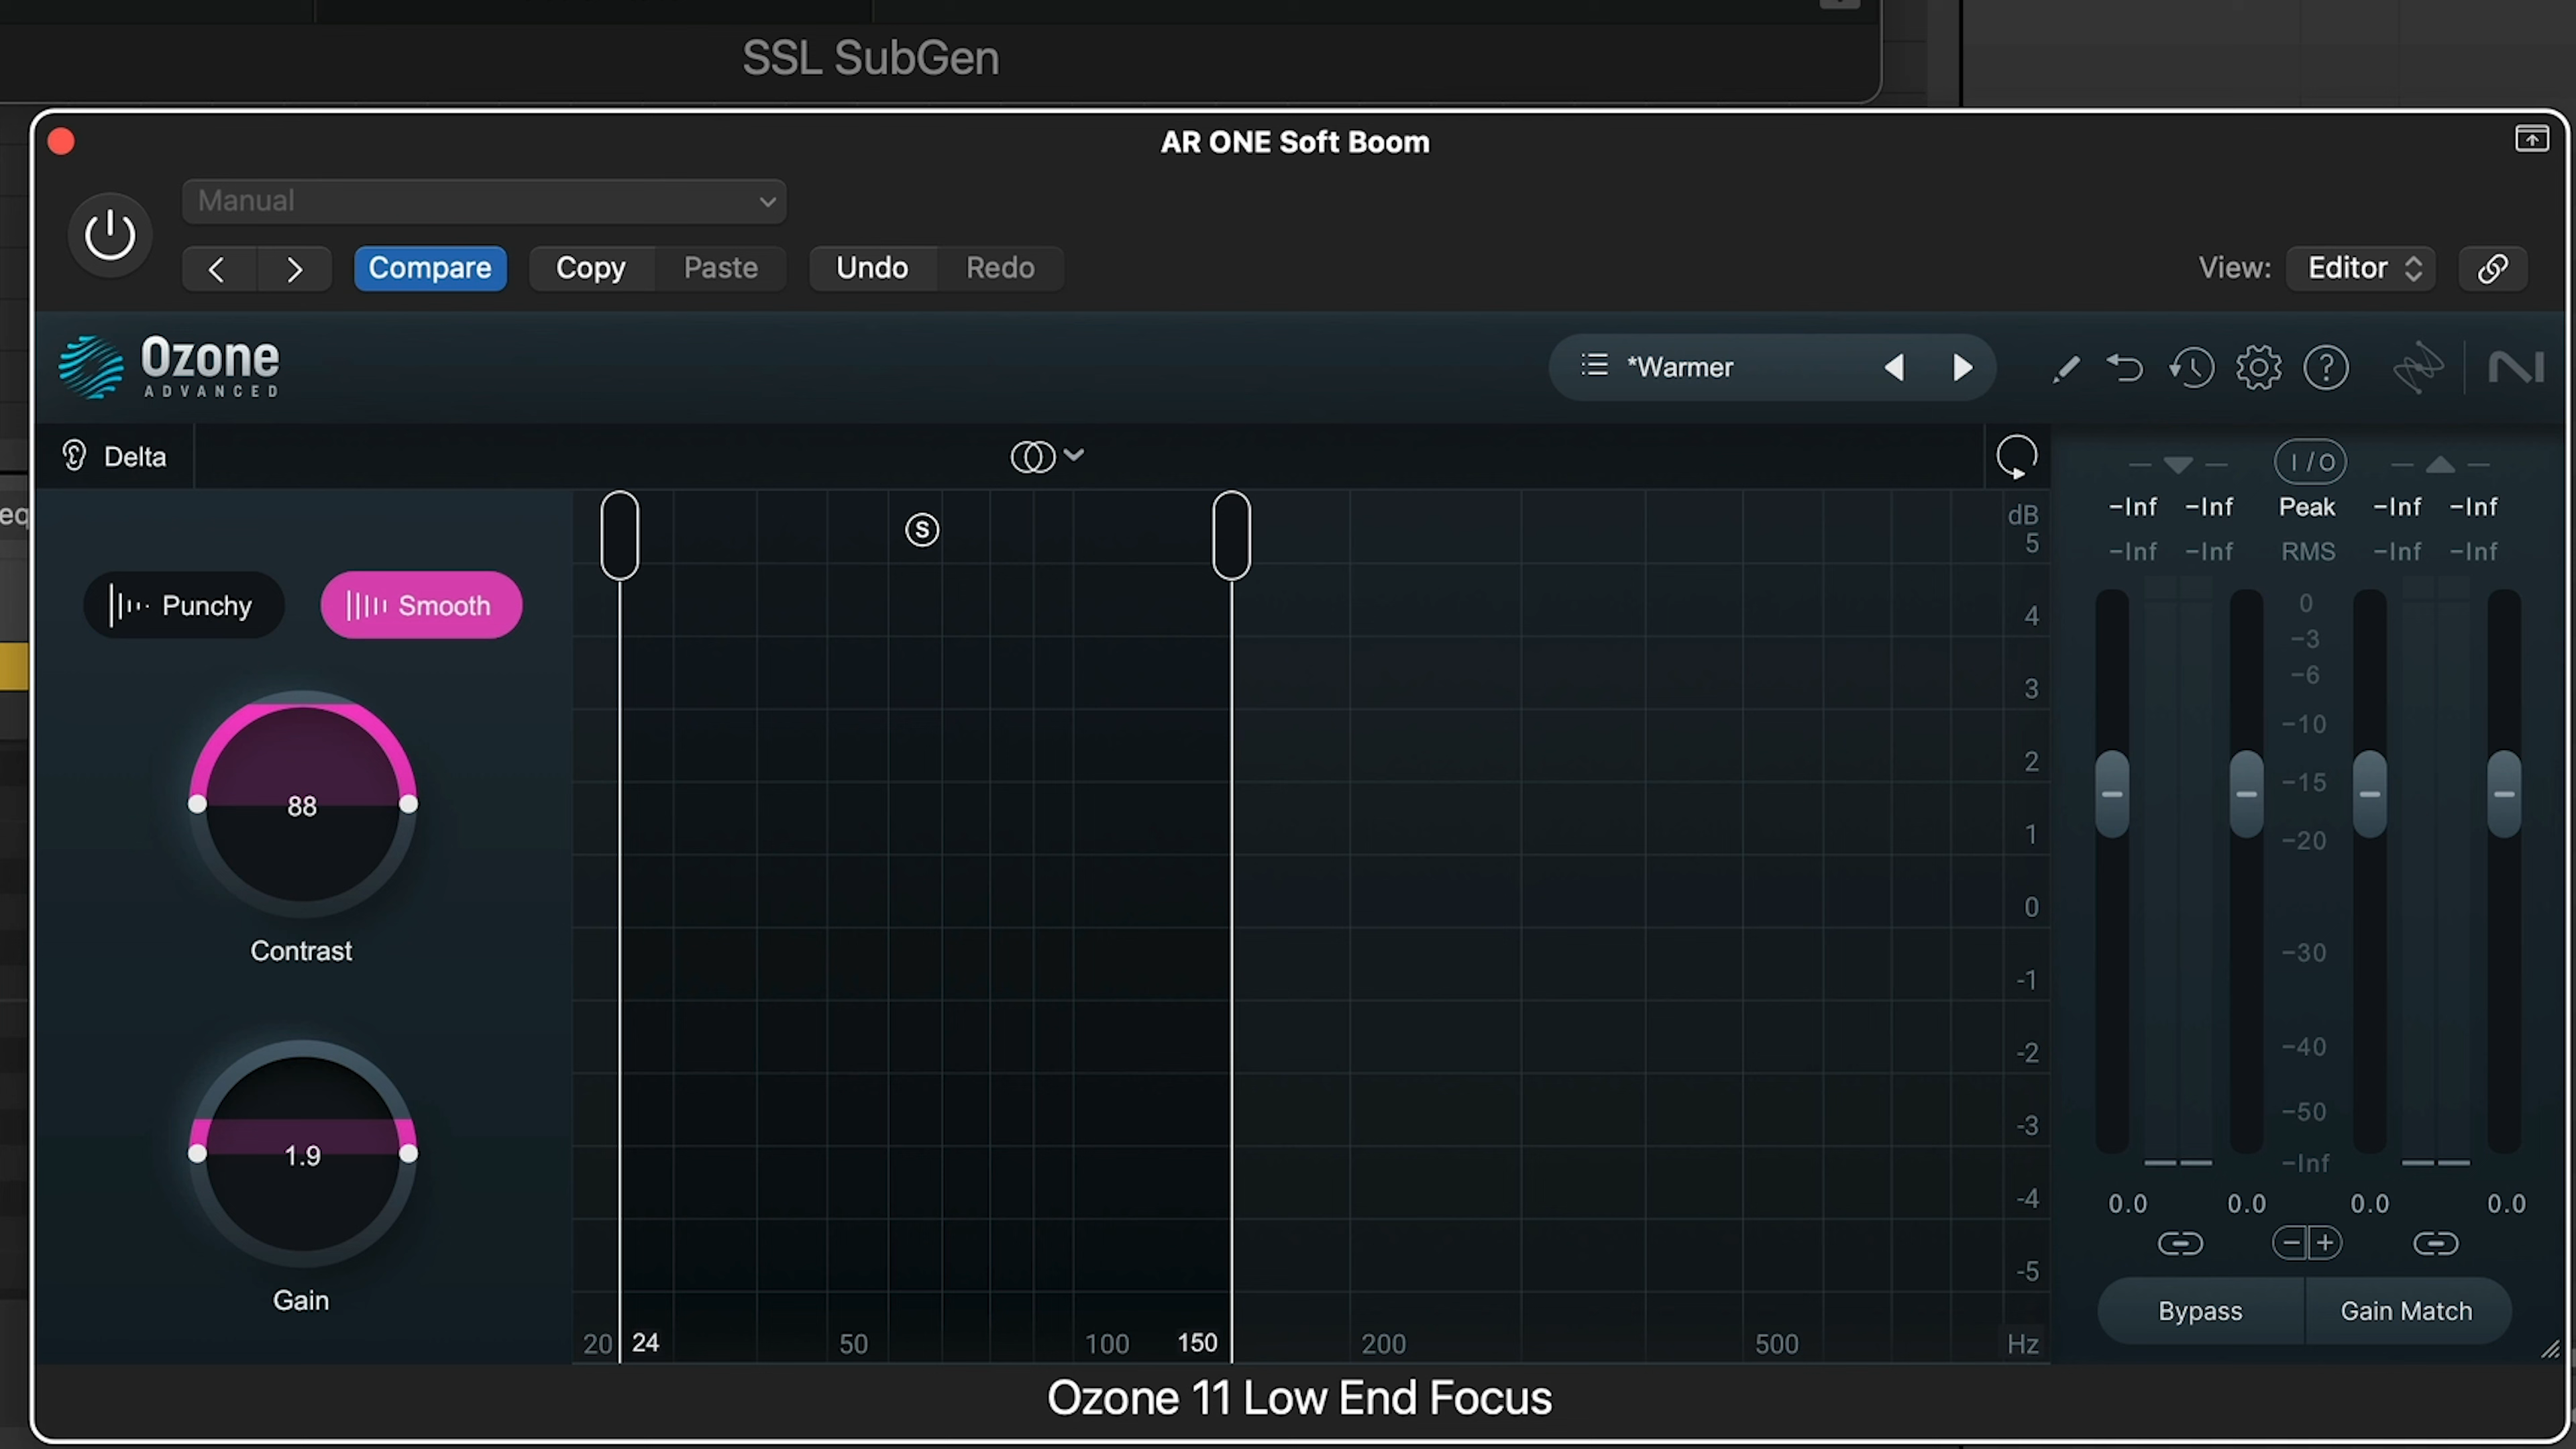 SSL SubGen
AR ONE Soft Boom
Manual
Compare Copy Paste Undo Redo View: Editor
Ozone
ADVANCED
*Warmer
Delta
I/O
-Inf -Inf Peak -Inf -Inf
-Inf -Inf RMS -Inf -Inf
eq
S
Punchy Smooth
88
Contrast
1.9
Gain
dB
5
4
3
2
1
0
-1
-2
-3
-4
-5
20 24 50 100 150 200 500 Hz
0
-3
-6
-10
-15
-20
-30
-40
-50
-Inf
0.0 0.0 0.0 0.0
Bypass Gain Match
Ozone 11 Low End Focus